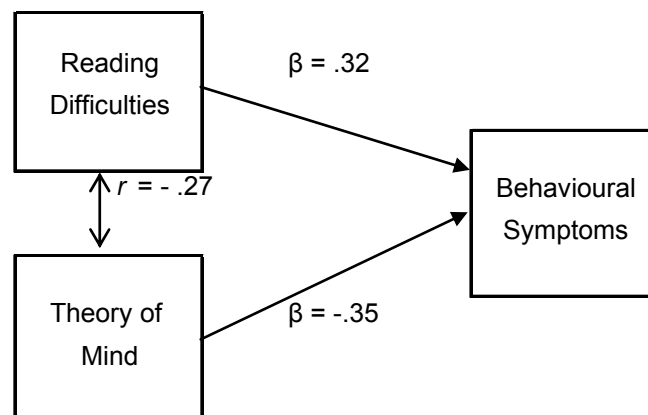 Reading
Difficulties
β = .32
r = - .27
Behavioural
Symptoms
Theory of
Mind
β = -.35